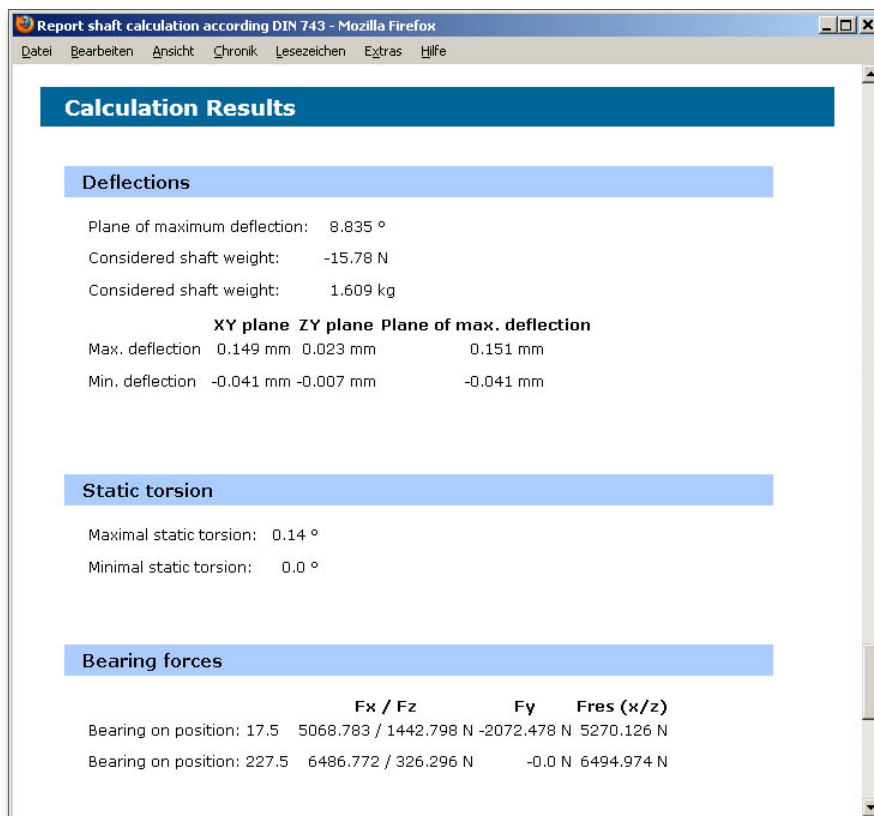 Report shaft calculation according DIN 743 - Mozilla Firefox
Datei Bearbeiten Ansicht Chronik Lesezeichen Extras Hilfe
Calculation Results
Deflections
Plane of maximum deflection: 8.835 °
Considered shaft weight: -15.78 N
Considered shaft weight: 1.609 kg
XY plane ZY plane Plane of max. deflection
Max. deflection 0.149 mm 0.023 mm 0.151 mm
Min. deflection -0.041 mm -0.007 mm -0.041 mm
Static torsion
Maximal static torsion: 0.14 °
Minimal static torsion: 0.0 °
Bearing forces
Fx / Fz Fy Fres (x/z)
Bearing on position: 17.5 5068.783 / 1442.798 N -2072.478 N 5270.126 N
Bearing on position: 227.5 6486.772 / 326.296 N -0.0 N 6494.974 N